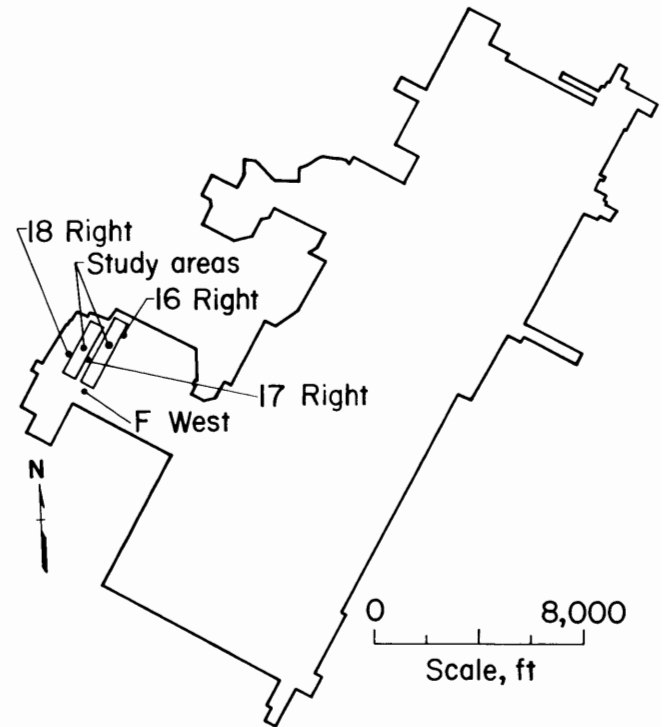 18 Right
Study areas
16 Right
17 Right
F West
N
0 8,000
Scale, ft